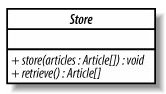 Store
+ store(articles : Article[]) : void
+ retrieve() : Article[]